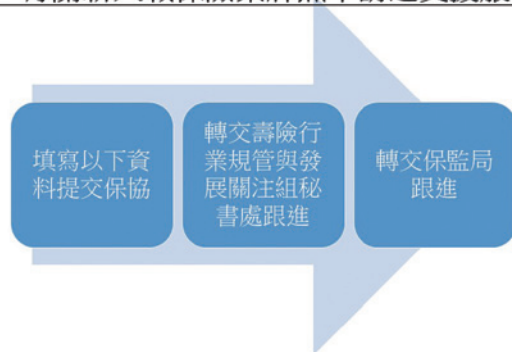 填寫以下資
料提交保協
轉交壽險行
業規管與發
展關注組秘
書處跟進
轉交保監局
跟進